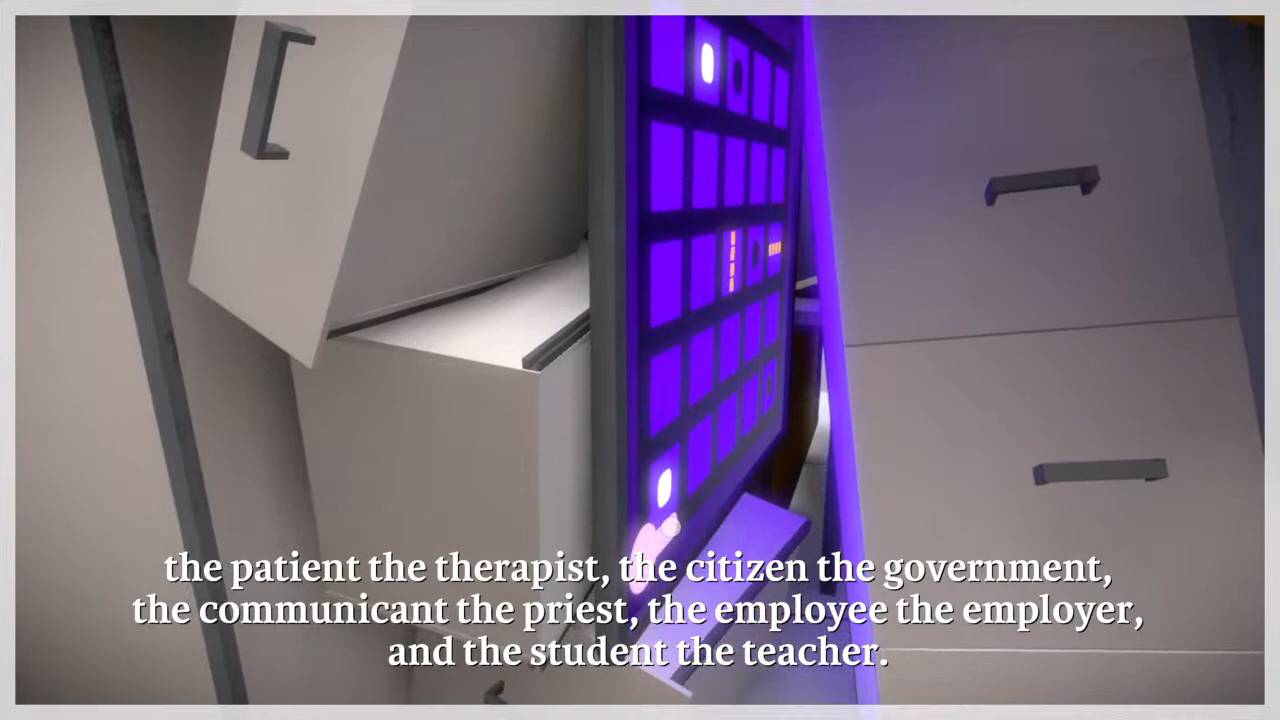 the patient the therapist, the citizen the government,
the communicant the priest, the employee the employer,
and the student the teacher.